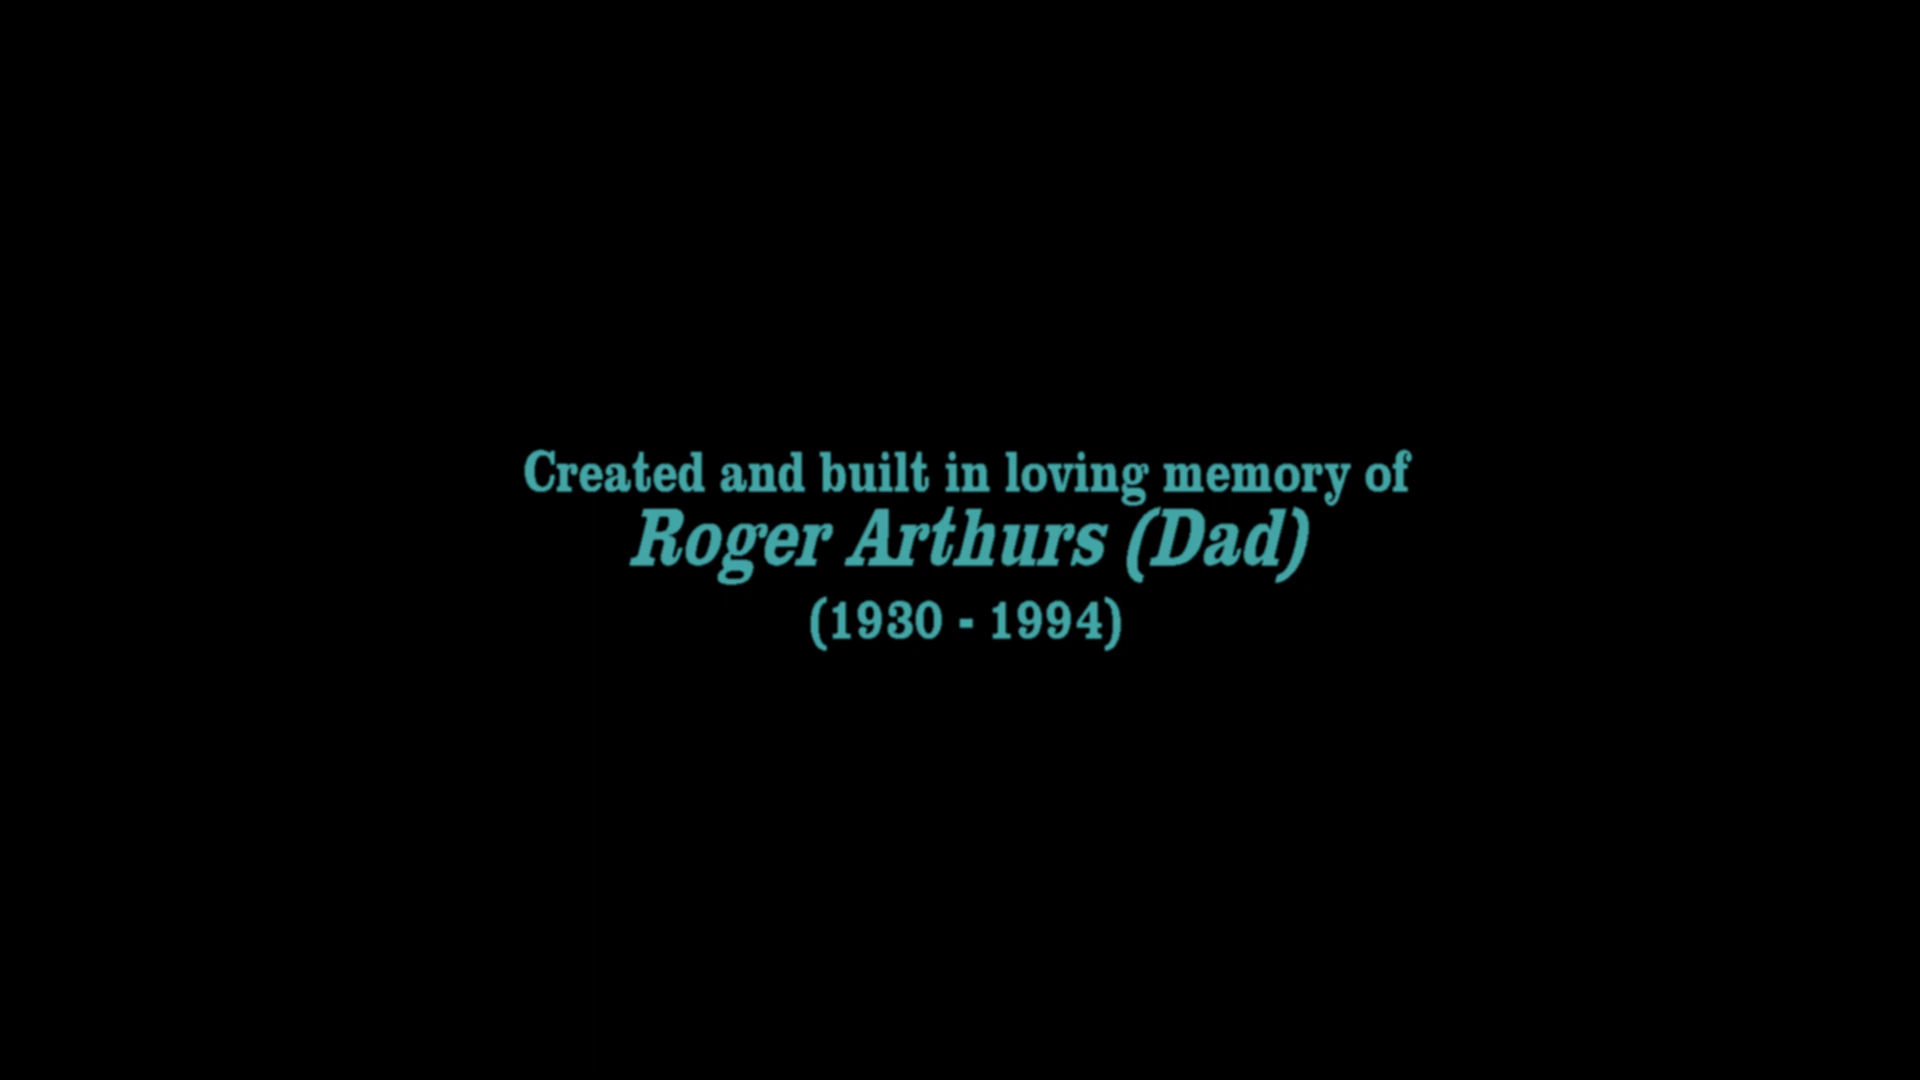 Created and built in loving memory of
Roger Arthurs (Dad)
(1930 - 1994)